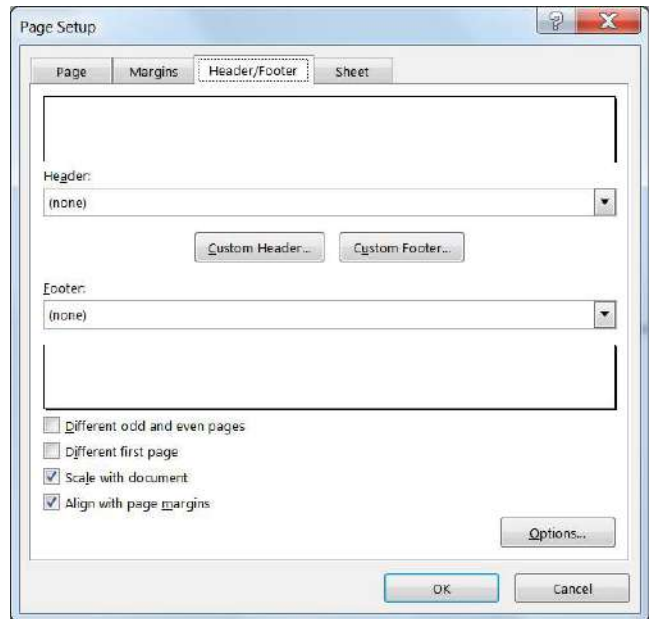 Page Setup
Page Margins Header/Footer Sheet
Header:
(none)
Custom Header... Custom Footer...
Footer:
(none)
Different odd and even pages
Different first page
Scale with document
Align with page margins
Options...
OK Cancel